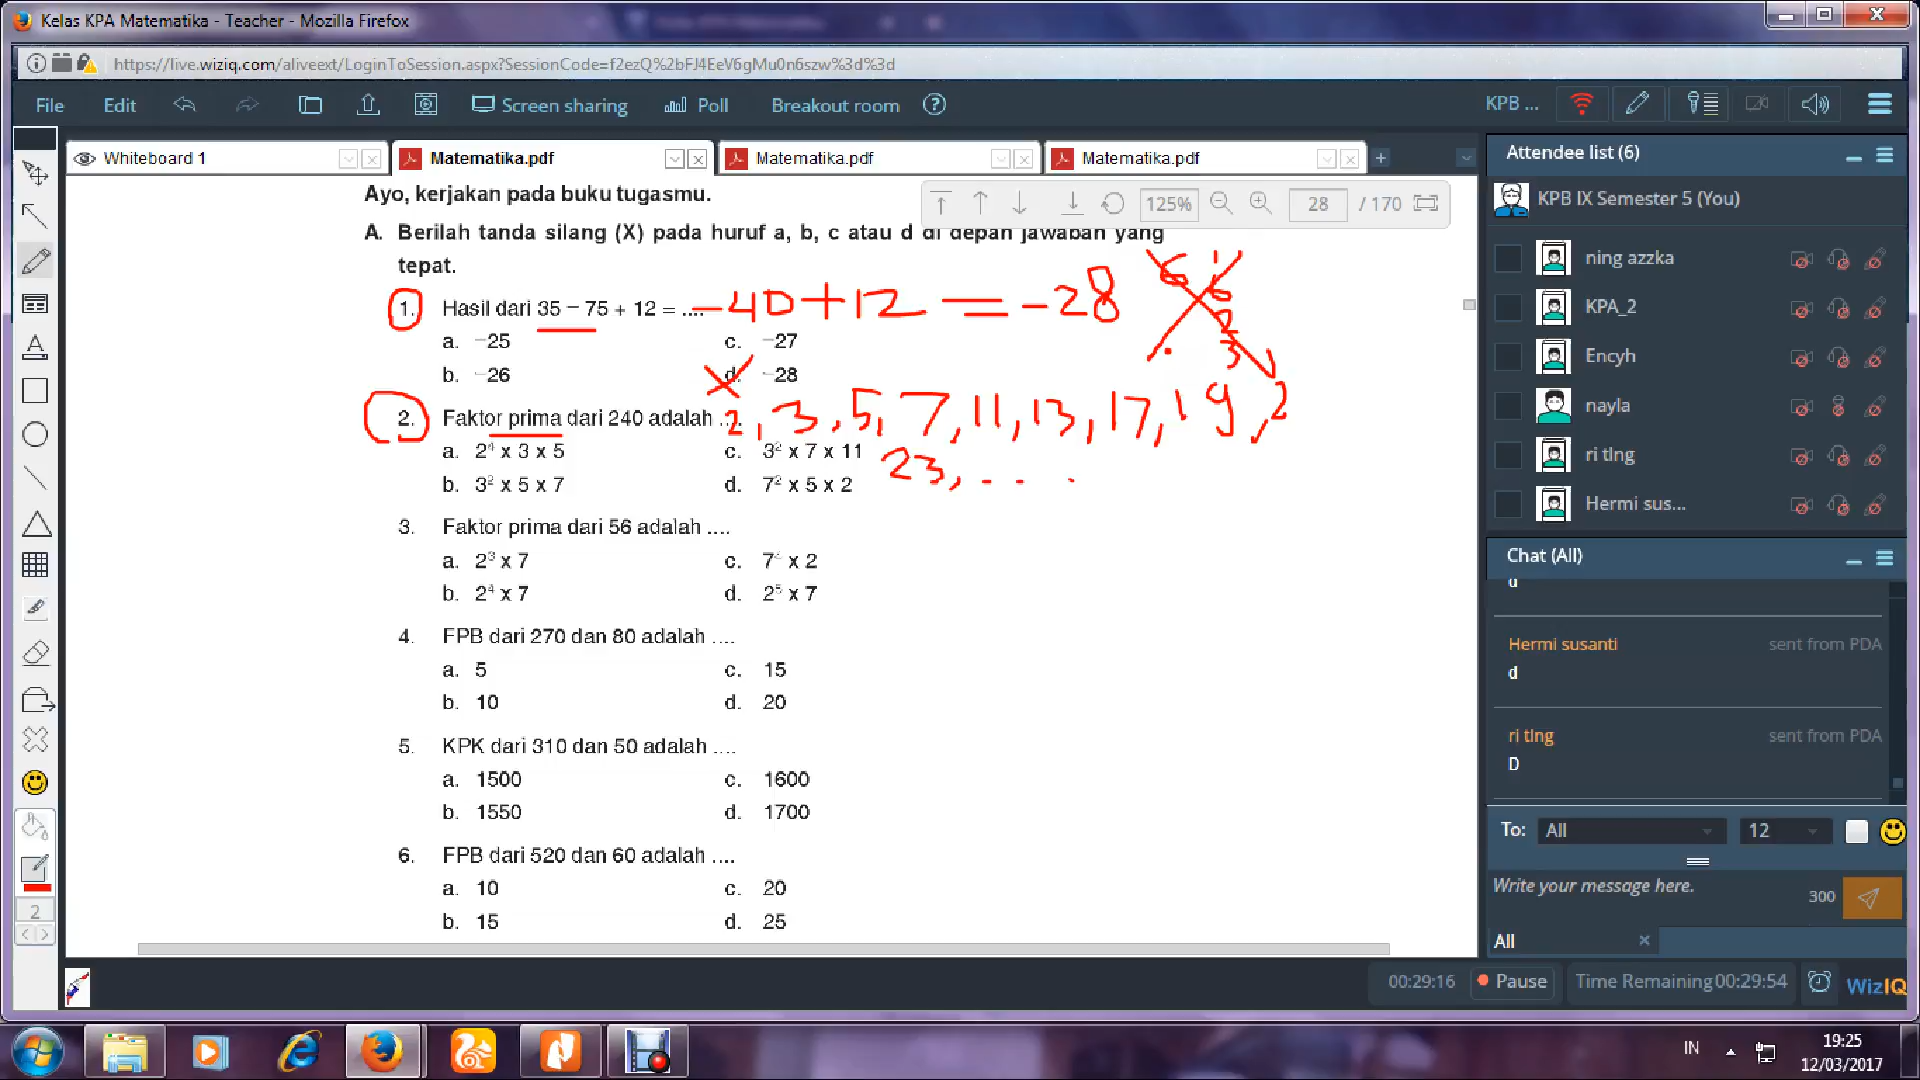 Kelas KPA Matematika - Teacher - Mozilla Firefox
https://live.wiziq.com/aliveext/LoginToSession.aspx?SessionCode=f2ezQ%2bFJ4EeV6gMu0n6szw%3d%3d
File Edit Screen sharing Poll Breakout room KPB ...
Whiteboard 1
Matematika.pdf
Matematika.pdf
Matematika.pdf
125% 28 / 170
Ayo, kerjakan pada buku tugasmu.
A. Berilah tanda silang (X) pada huruf a, b, c atau d di depan jawaban yang
tepat.
1. Hasil dari 35 – 75 + 12 = .... -40+12 = -28
a. –25 c. –27
b. –26 d. –28
2. Faktor prima dari 240 adalah .... 2, 3, 5, 7, 11, 13, 17, 19, 2
a. 2⁴ x 3 x 5 c. 3² x 7 x 11 23, . . .
b. 3² x 5 x 7 d. 7² x 5 x 2
3. Faktor prima dari 56 adalah ....
a. 2³ x 7 c. 7⁴ x 2
b. 2⁴ x 7 d. 2⁵ x 7
4. FPB dari 270 dan 80 adalah ....
a. 5 c. 15
b. 10 d. 20
5. KPK dari 310 dan 50 adalah ....
a. 1500 c. 1600
b. 1550 d. 1700
6. FPB dari 520 dan 60 adalah ....
a. 10 c. 20
b. 15 d. 25
2
Attendee list (6)
KPB IX Semester 5 (You)
ning azzka
KPA_2
Encyh
nayla
ri tIng
Hermi sus...
Chat (All)
d
Hermi susanti sent from PDA
d
ri tIng sent from PDA
D
To: All 12
Write your message here.
300
All
00:29:16 Pause Time Remaining 00:29:54 WizIQ
IN 19:25
12/03/2017